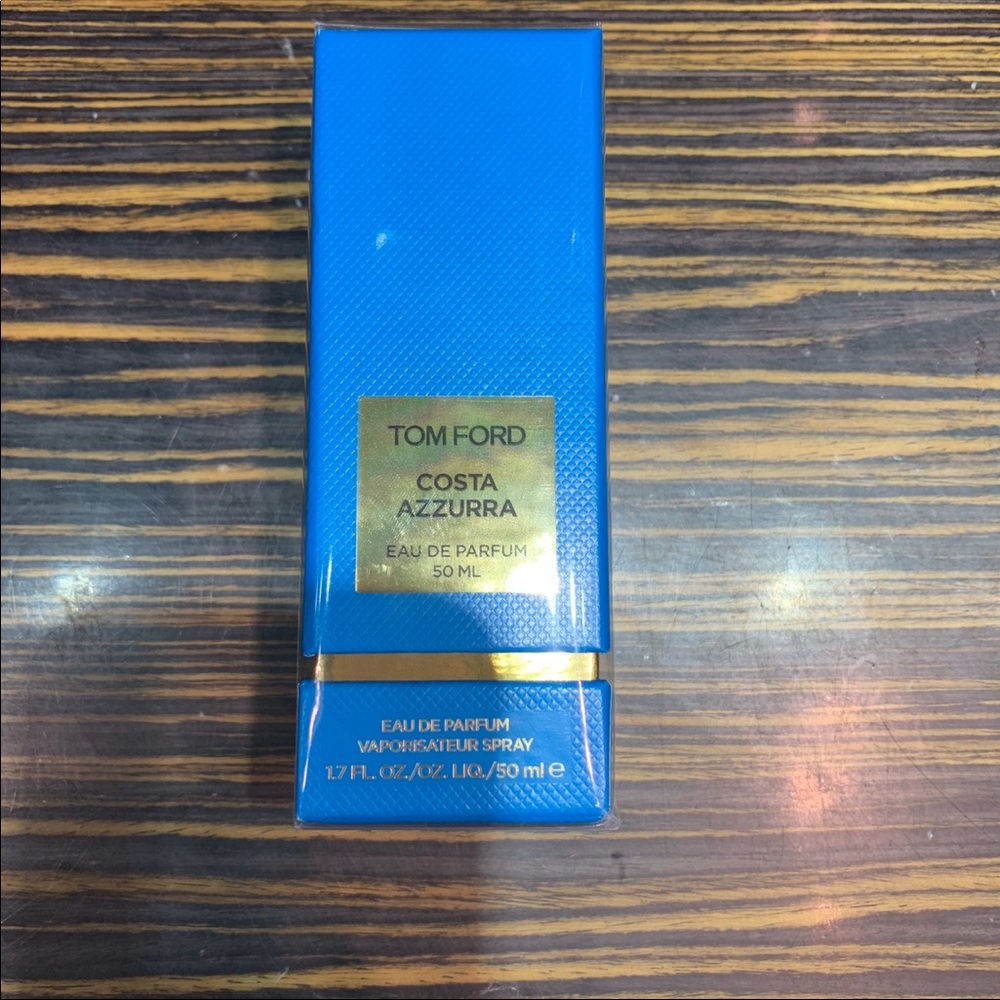 TOM FORD
COSTA
AZZURRA
EAU DE PARFUM
50 ML
EAU DE PARFUM
VAPORISATEUR SPRAY
1.7 FL. OZ./OZ. LIQ./50 ml ℮